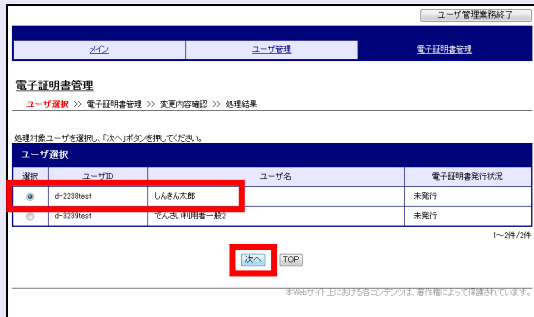 ユーザ管理業務終了
メイン ユーザ管理 電子証明書管理
電子証明書管理
ユーザ選択 >> 電子証明書管理 >> 変更内容確認 >> 処理結果
処理対象ユーザを選択し、「次へ」ボタンを押してください。
ユーザ選択
選択 ユーザID ユーザ名 電子証明書発行状況
d-2238test しんきん太郎 未発行
d-3239test でんさい利用者一般2 未発行
1～2件/2件
次へ TOP
本Webサイト上における各コンテンツは、著作権によって保護されています。